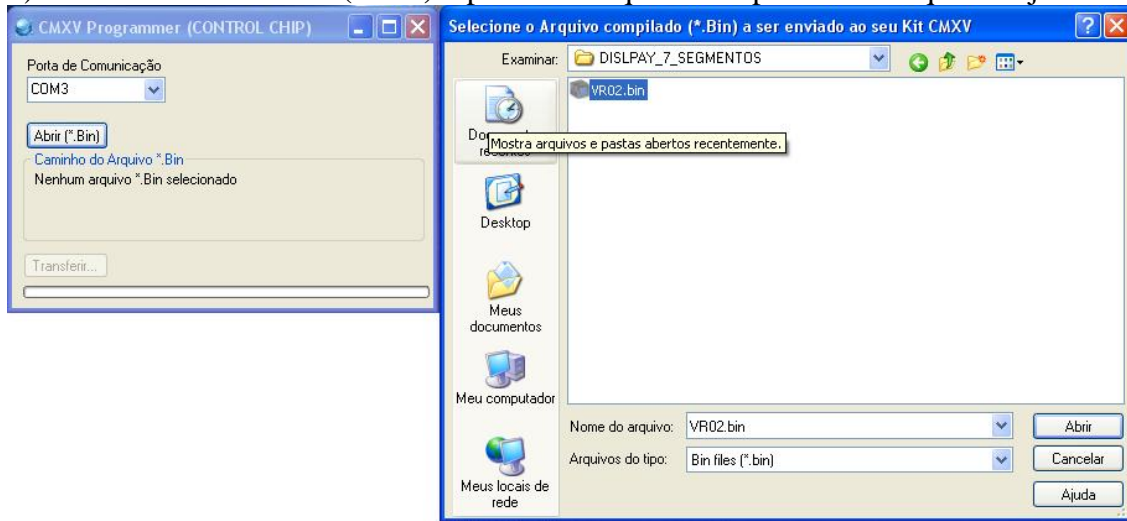 CMXV Programmer (CONTROL CHIP)
Porta de Comunicação
COM3
Abrir (*.Bin)
Caminho do Arquivo *.Bin
Nenhum arquivo *.Bin selecionado
Transferir...
Selecione o Arquivo compilado (*.Bin) a ser enviado ao seu Kit CMXV
Examinar:
DISLPAY_7_SEGMENTOS
VR02.bin
Mostra arquivos e pastas abertos recentemente.
Desktop
Meus
documentos
Meu computador
Meus locais de
rede
Nome do arquivo:
VR02.bin
Abrir
Arquivos do tipo:
Bin files (*.bin)
Cancelar
Ajuda